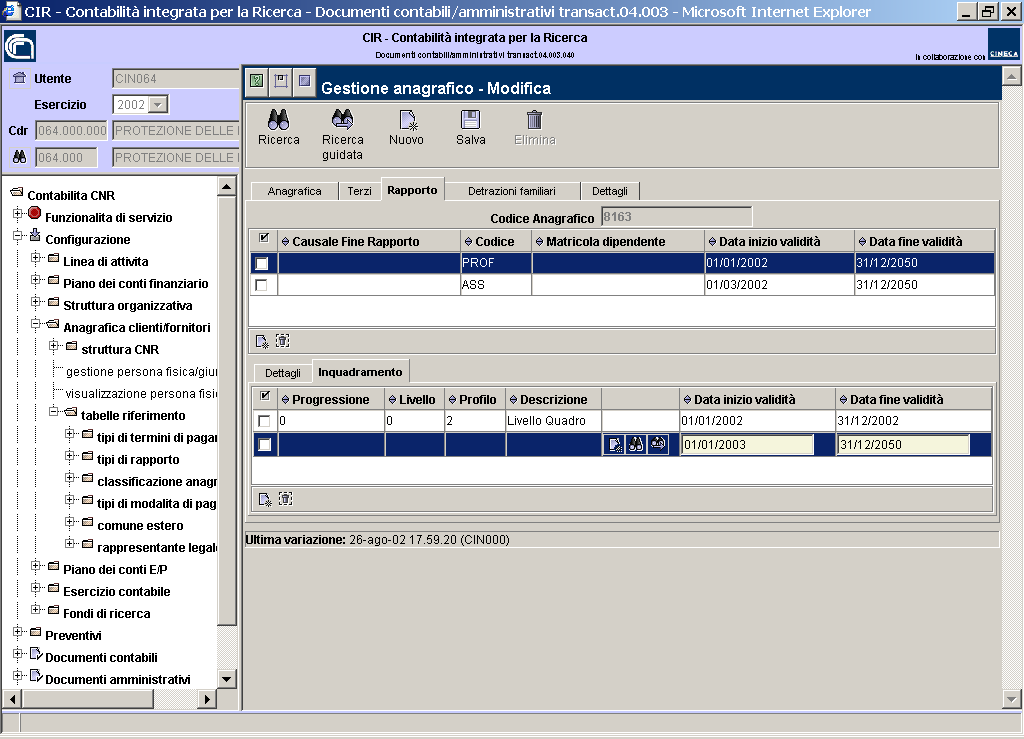 CIR - Contabilità integrata per la Ricerca - Documenti contabili/amministrativi transact.04.003 - Microsoft Internet Explorer
CIR - Contabilità integrata per la Ricerca
Documenti contabili/amministrativi transact.04.003.040
In collaborazione con CINECA
Utente CIN064
Esercizio 2002
Cdr 064.000.000 PROTEZIONE DELLE
064.000 PROTEZIONE DELLE
Contabilita CNR
Funzionalita di servizio
Configurazione
Linea di attivita
Piano dei conti finanziario
Struttura organizzativa
Anagrafica clienti/fornitori
struttura CNR
gestione persona fisica/giu
visualizzazione persona fisi
tabelle riferimento
tipi di termini di pagar
tipi di rapporto
classificazione anagr
tipi di modalita di pag
comune estero
rappresentante legale
Piano dei conti E/P
Esercizio contabile
Fondi di ricerca
Preventivi
Documenti contabili
Documenti amministrativi
Gestione anagrafico - Modifica
Ricerca Ricerca guidata Nuovo Salva Elimina
Anagrafica Terzi Rapporto Detrazioni familiari Dettagli
Codice Anagrafico 8163
Causale Fine Rapporto Codice Matricola dipendente Data inizio validità Data fine validità
PROF 01/01/2002 31/12/2050
ASS 01/03/2002 31/12/2050
Dettagli Inquadramento
Progressione Livello Profilo Descrizione Data inizio validità Data fine validità
0 0 2 Livello Quadro 01/01/2002 31/12/2002
01/01/2003 31/12/2050
Ultima variazione: 26-ago-02 17.59.20 (CIN000)